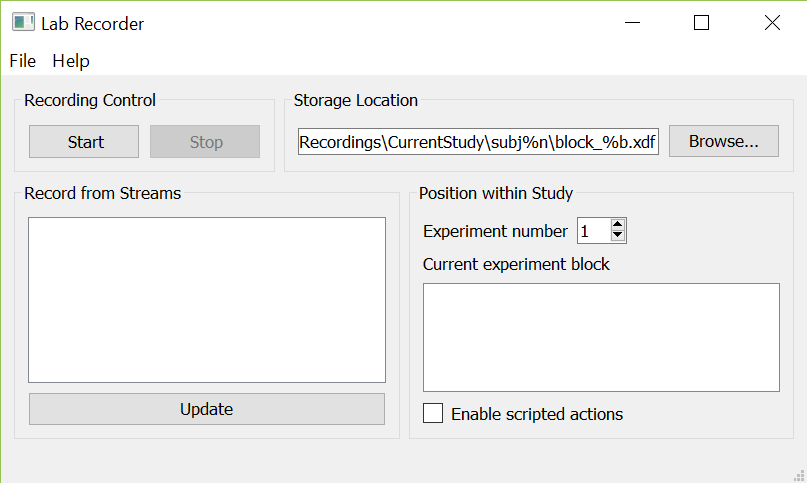 Lab Recorder
File Help
Recording Control
Start Stop
Storage Location
Recordings\CurrentStudy\subj%n\block_%b.xdf Browse...
Record from Streams
Update
Position within Study
Experiment number 1
Current experiment block
Enable scripted actions